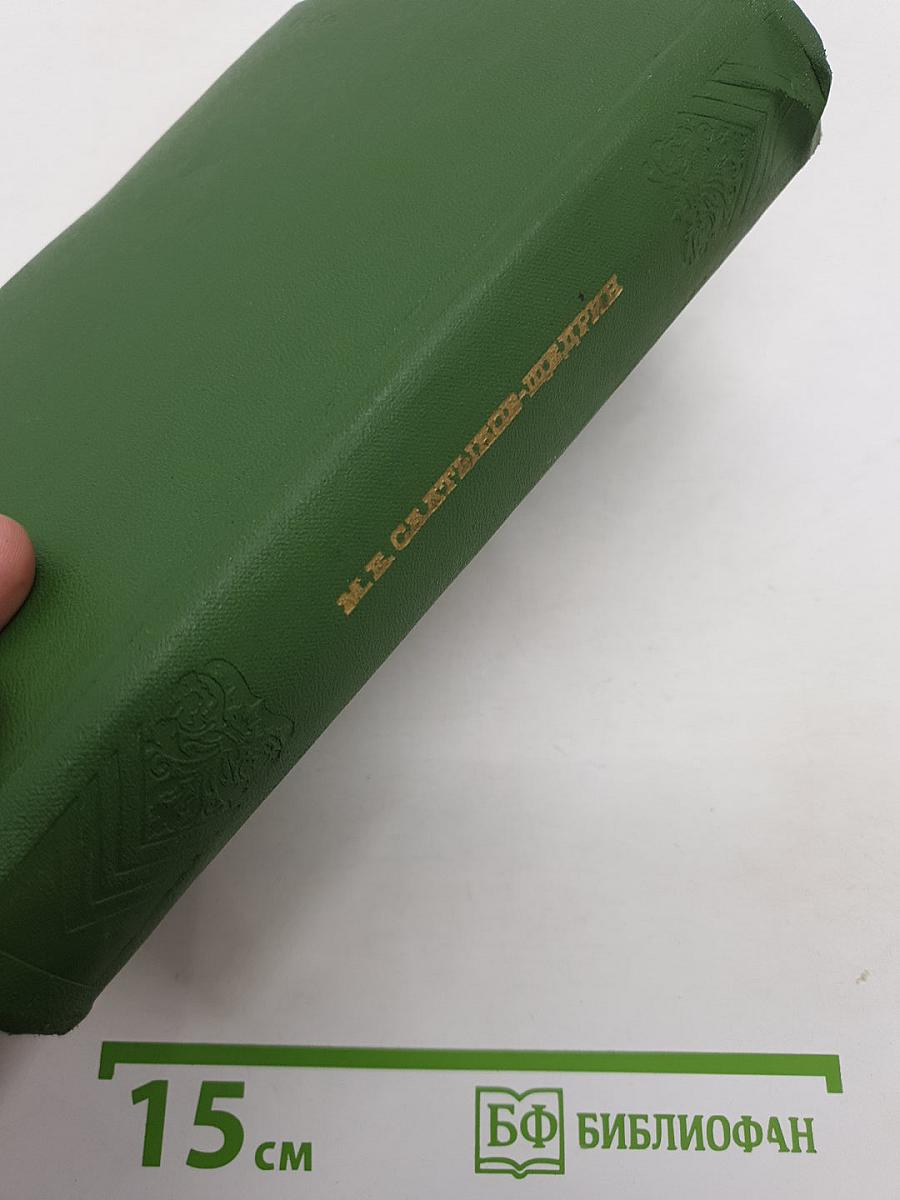 М. Е. САЛТЫКОВ-ЩЕДРИН
15 см
БФ БИБЛИОФАН